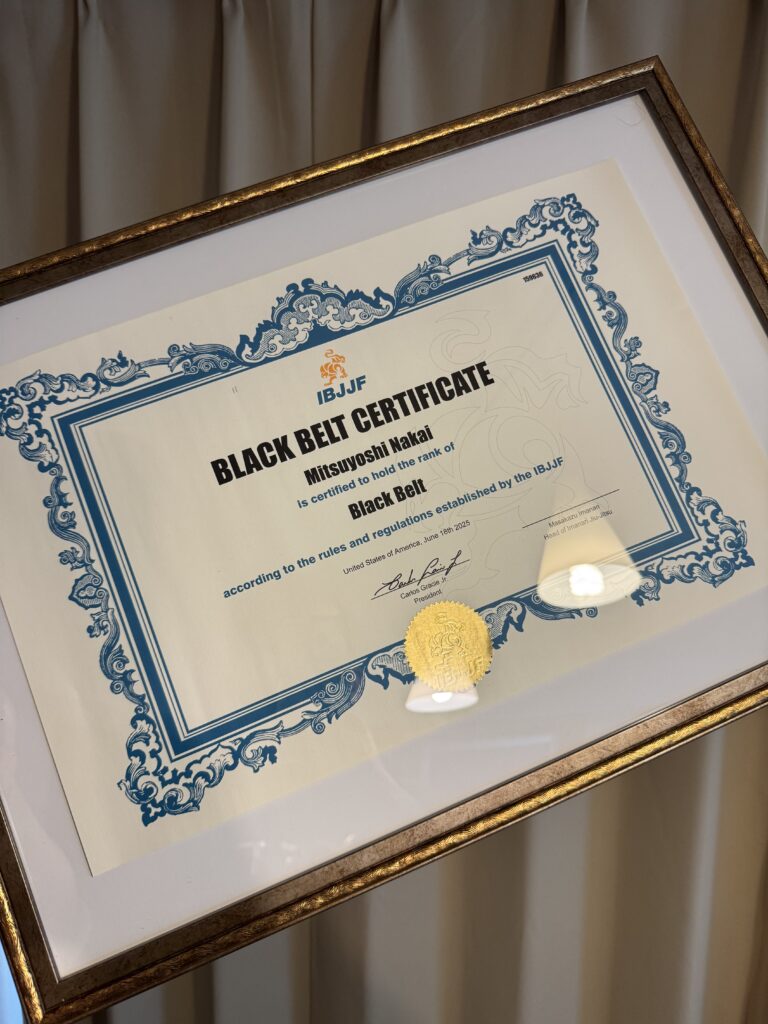 159636
IBJJF
BLACK BELT CERTIFICATE
Mitsuyoshi Nakai
is certified to hold the rank of
Black Belt
according to the rules and regulations established by the IBJJF
United States of America, June 18th 2025
Carlos Gracie Jr.
President
Masakazu Imanari
Head of Imanari Jiu-Jitsu